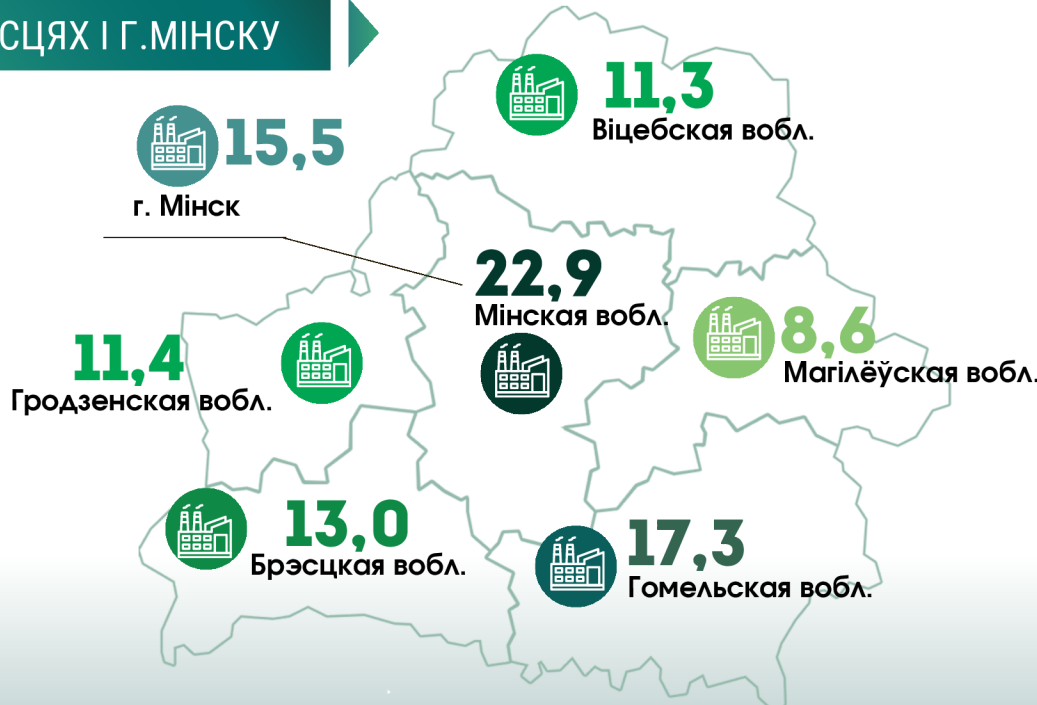 СЦЯХ І Г.МІНСКУ
11,3
Віцебская вобл.
15,5
г. Мінск
22,9
Мінская вобл.
8,6
Магілёўская вобл.
11,4
Гродзенская вобл.
13,0
Брэсцкая вобл.
17,3
Гомельская вобл.